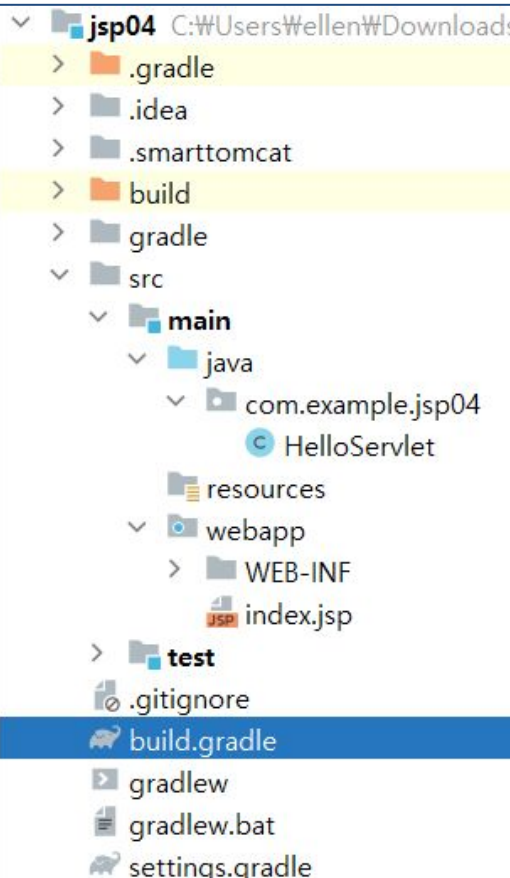 jsp04 C:₩Users₩ellen₩Downloads
.gradle
.idea
.smarttomcat
build
gradle
src
main
java
com.example.jsp04
C HelloServlet
resources
webapp
WEB-INF
JSP index.jsp
test
.gitignore
build.gradle
gradlew
gradlew.bat
settings.gradle